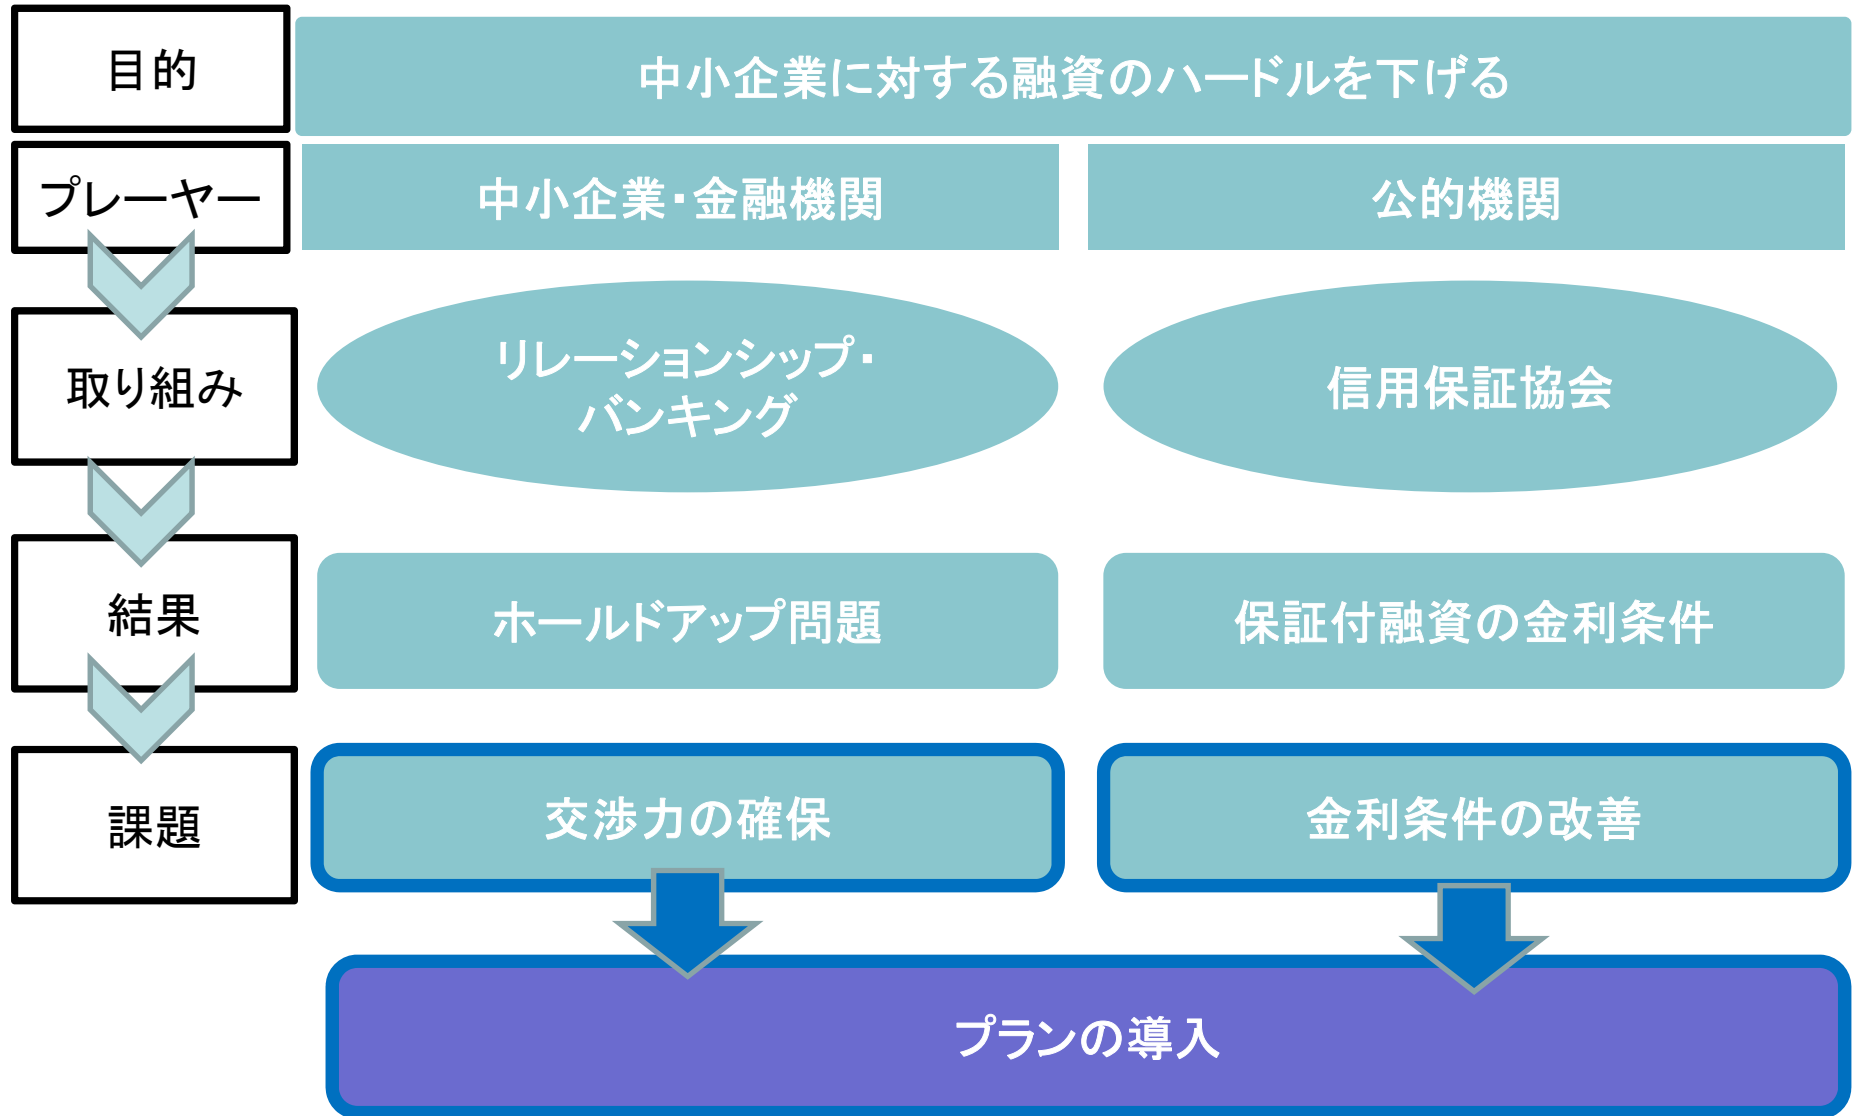 目的
中小企業に対する融資のハードルを下げる
プレーヤー
中小企業・金融機関
公的機関
取り組み
リレーションシップ・
バンキング
信用保証協会
結果
ホールドアップ問題
保証付融資の金利条件
課題
交渉力の確保
金利条件の改善
プランの導入